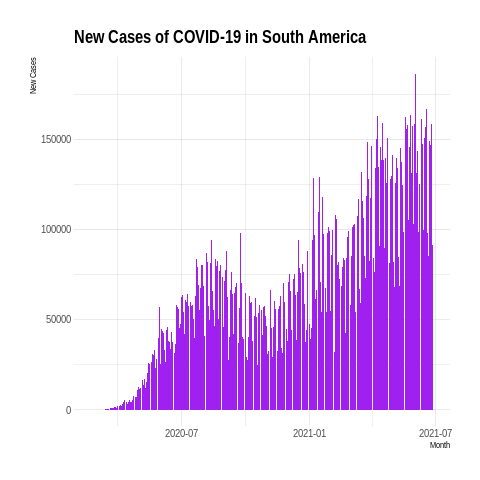 New Cases of COVID-19 in South America
New Cases
150000
100000
50000
0
2020-07
2021-01
2021-07
Month